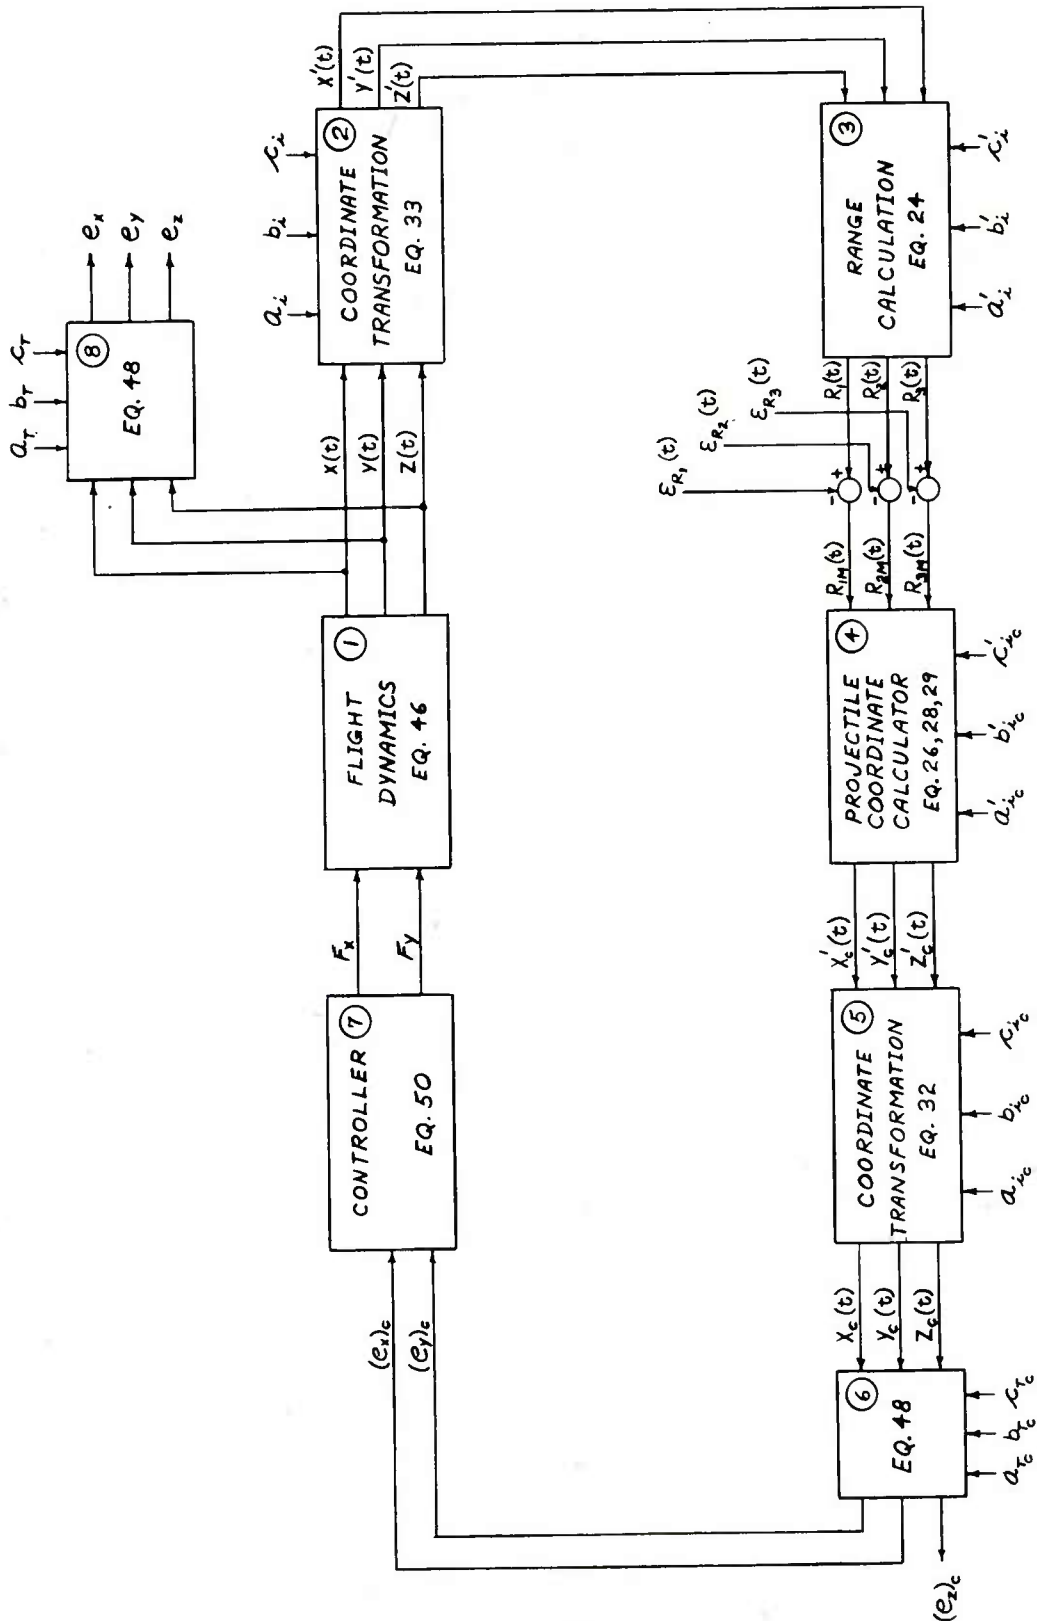 a_T b_T c_T
⑧
EQ. 48
e_x
e_y
e_z
⑦
CONTROLLER
EQ. 50
F_x
F_y
①
FLIGHT
DYNAMICS
EQ. 46
X(t)
Y(t)
Z(t)
a_i
b_i
c_i
②
COORDINATE
TRANSFORMATION
EQ. 33
X'(t)
Y'(t)
Z'(t)
(e_x)_c
(e_y)_c
(e_z)_c
⑥
EQ. 48
a_Tc b_Tc c_Tc
X_c(t)
Y_c(t)
Z_c(t)
⑤
COORDINATE
TRANSFORMATION
EQ. 32
a_ic
b_ic
c_ic
X'_c(t)
Y'_c(t)
Z'_c(t)
④
PROJECTILE
COORDINATE
CALCULATOR
EQ. 26, 28, 29
a'_ic
b'_ic
c'_ic
R_1M(t)
R_2M(t)
R_3M(t)
ε_R1(t)
ε_R2(t)
ε_R3(t)
- +
- +
- +
R_1(t)
R_2(t)
R_3(t)
③
RANGE
CALCULATION
EQ. 24
a'_i
b'_i
c'_i